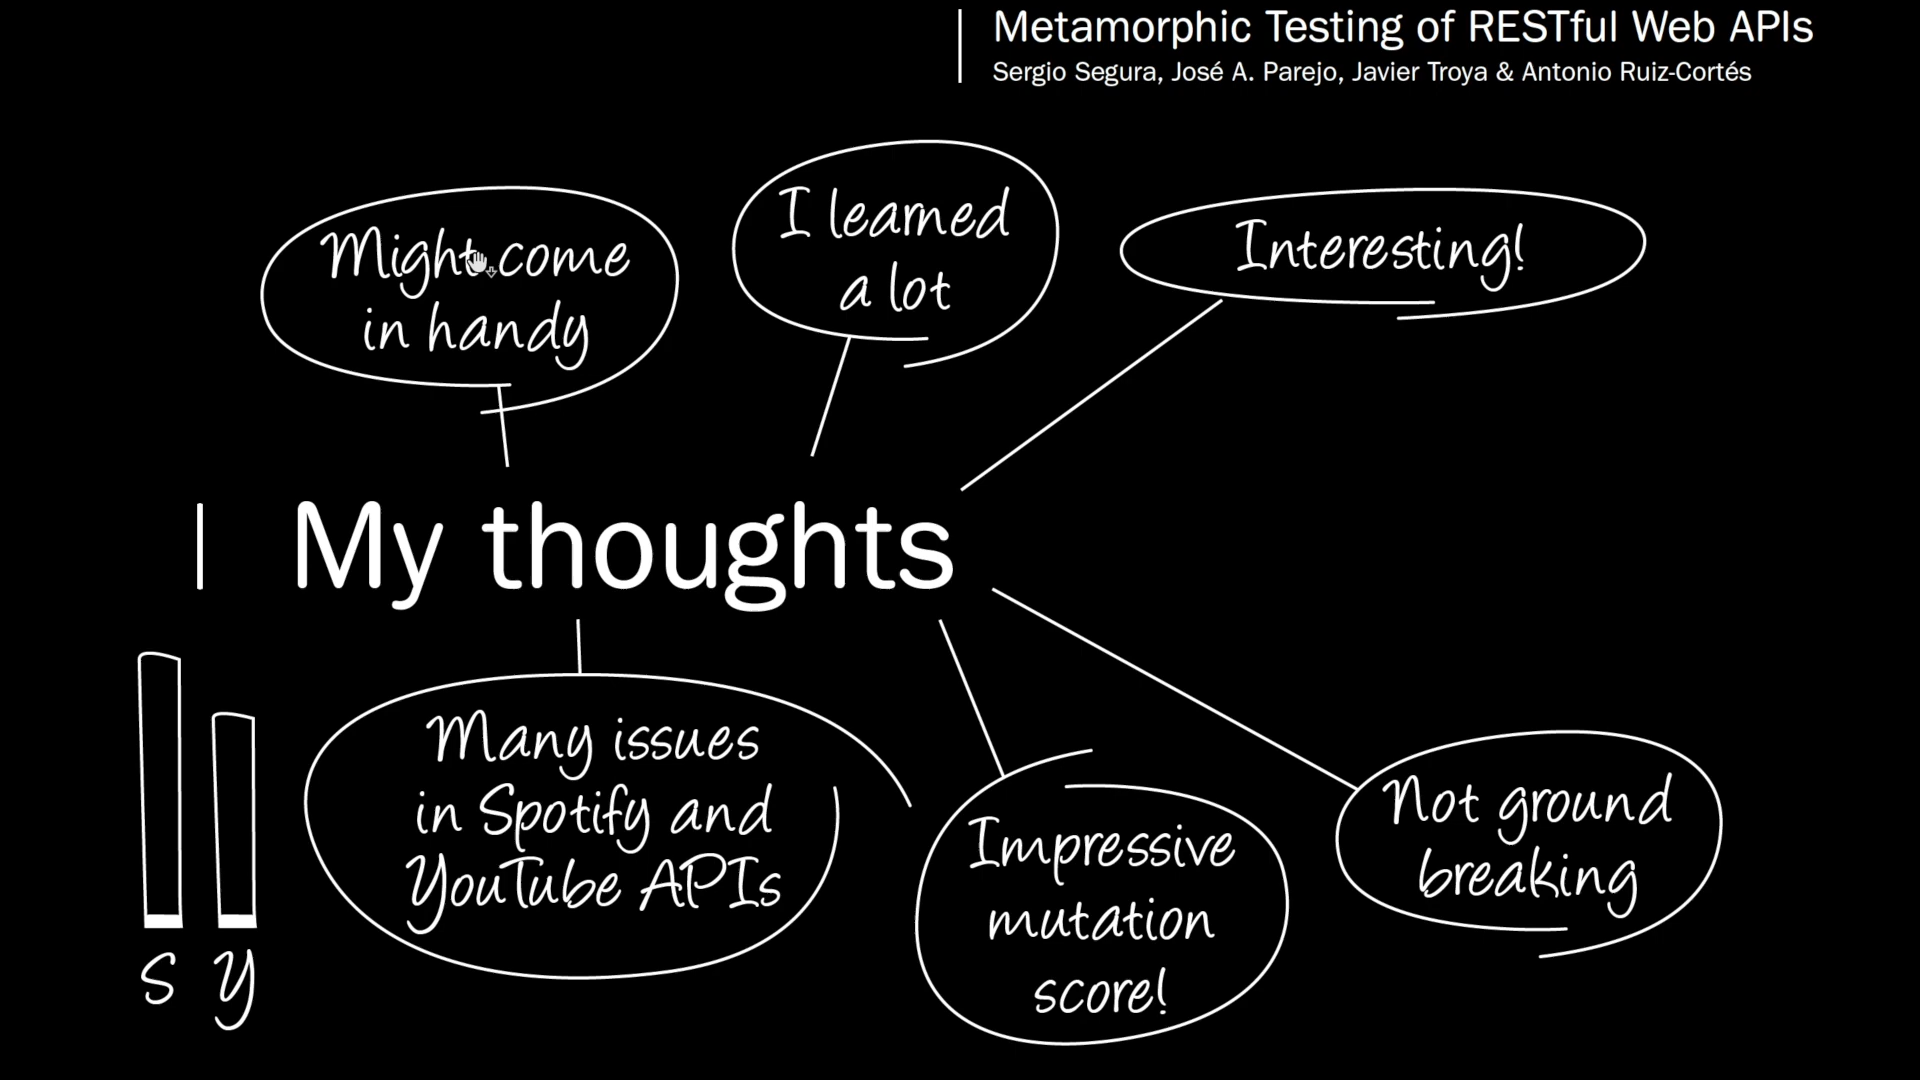 Metamorphic Testing of RESTful Web APIs
Sergio Segura, José A. Parejo, Javier Troya & Antonio Ruiz-Cortés
Might come
in handy
I learned
a lot
Interesting!
My thoughts
Many issues
in Spotify and
YouTube APIs
Impressive
mutation
score!
Not ground
breaking
S y